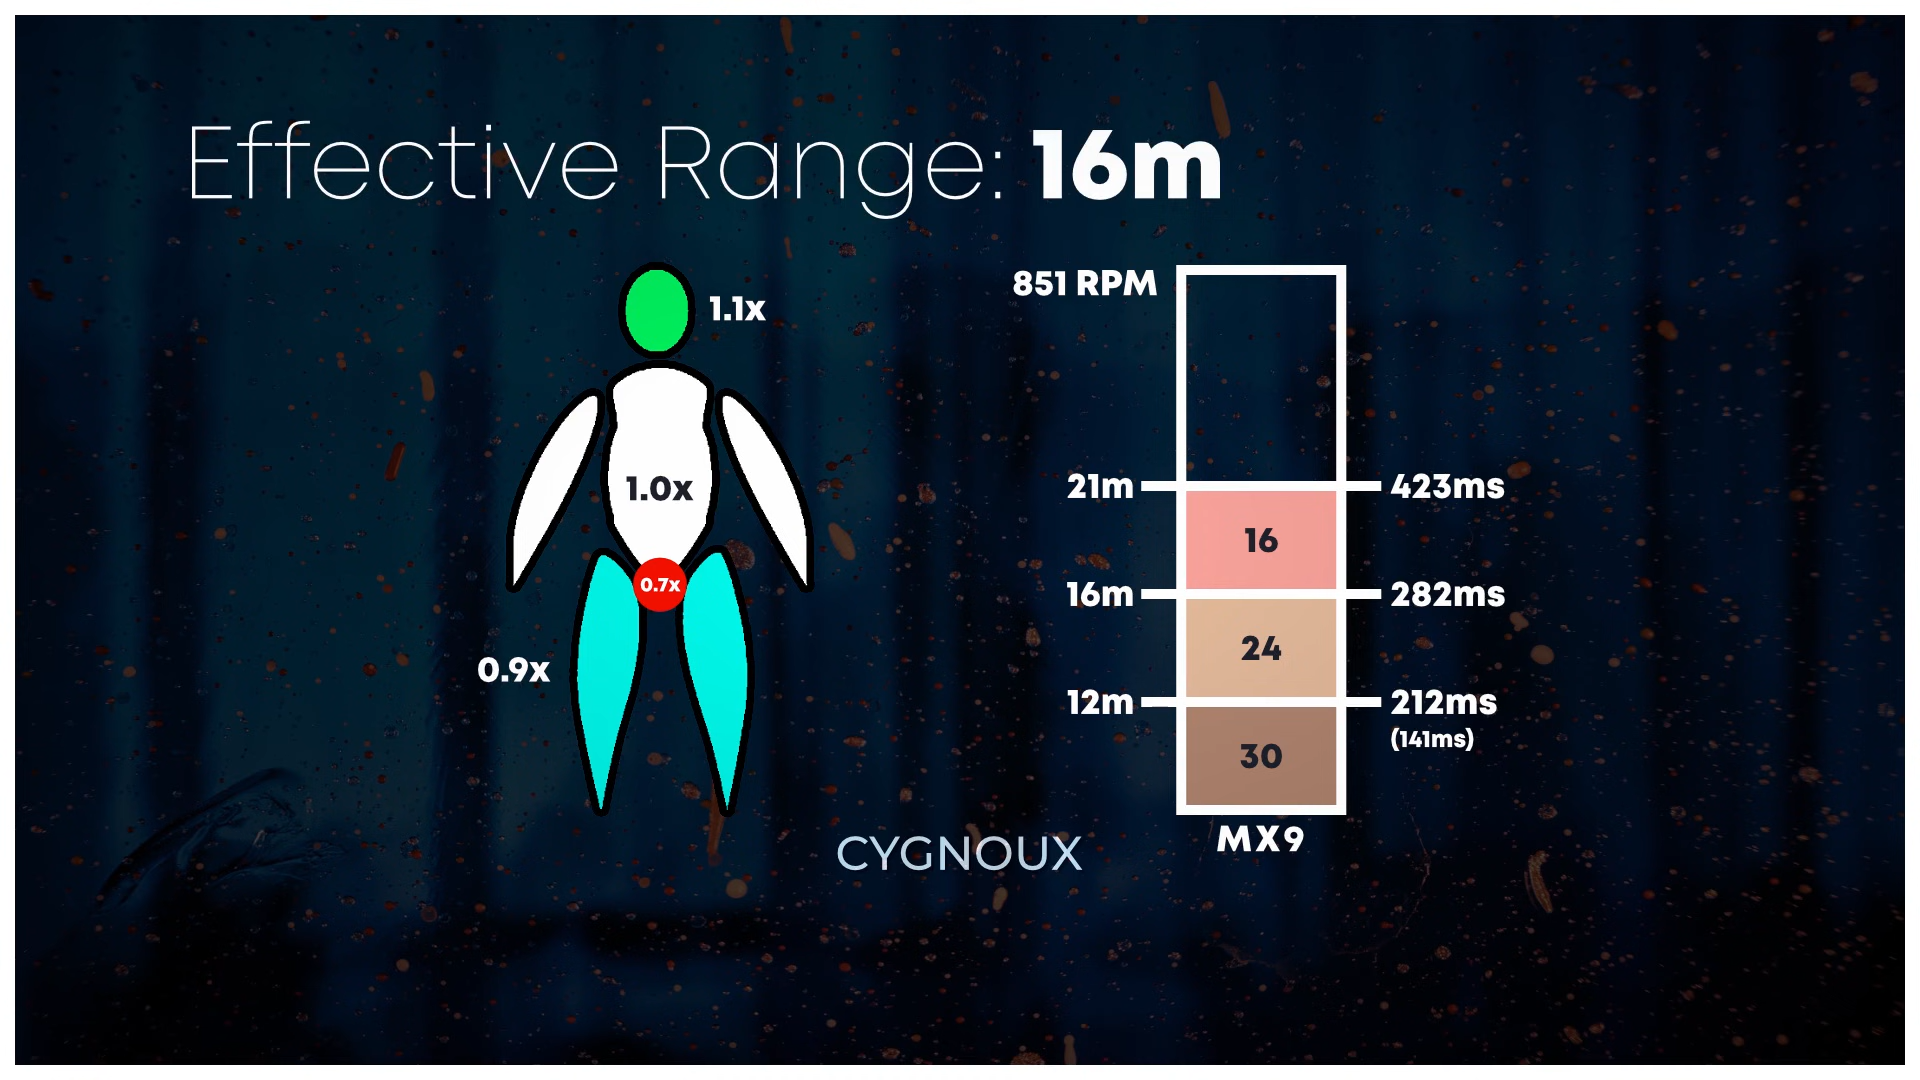 Effective Range: 16m
1.1x
1.0x
0.7x
0.9x
851 RPM
21m 423ms
16
16m 282ms
24
12m 212ms
(141ms)
30
MX9
CYGNOUX